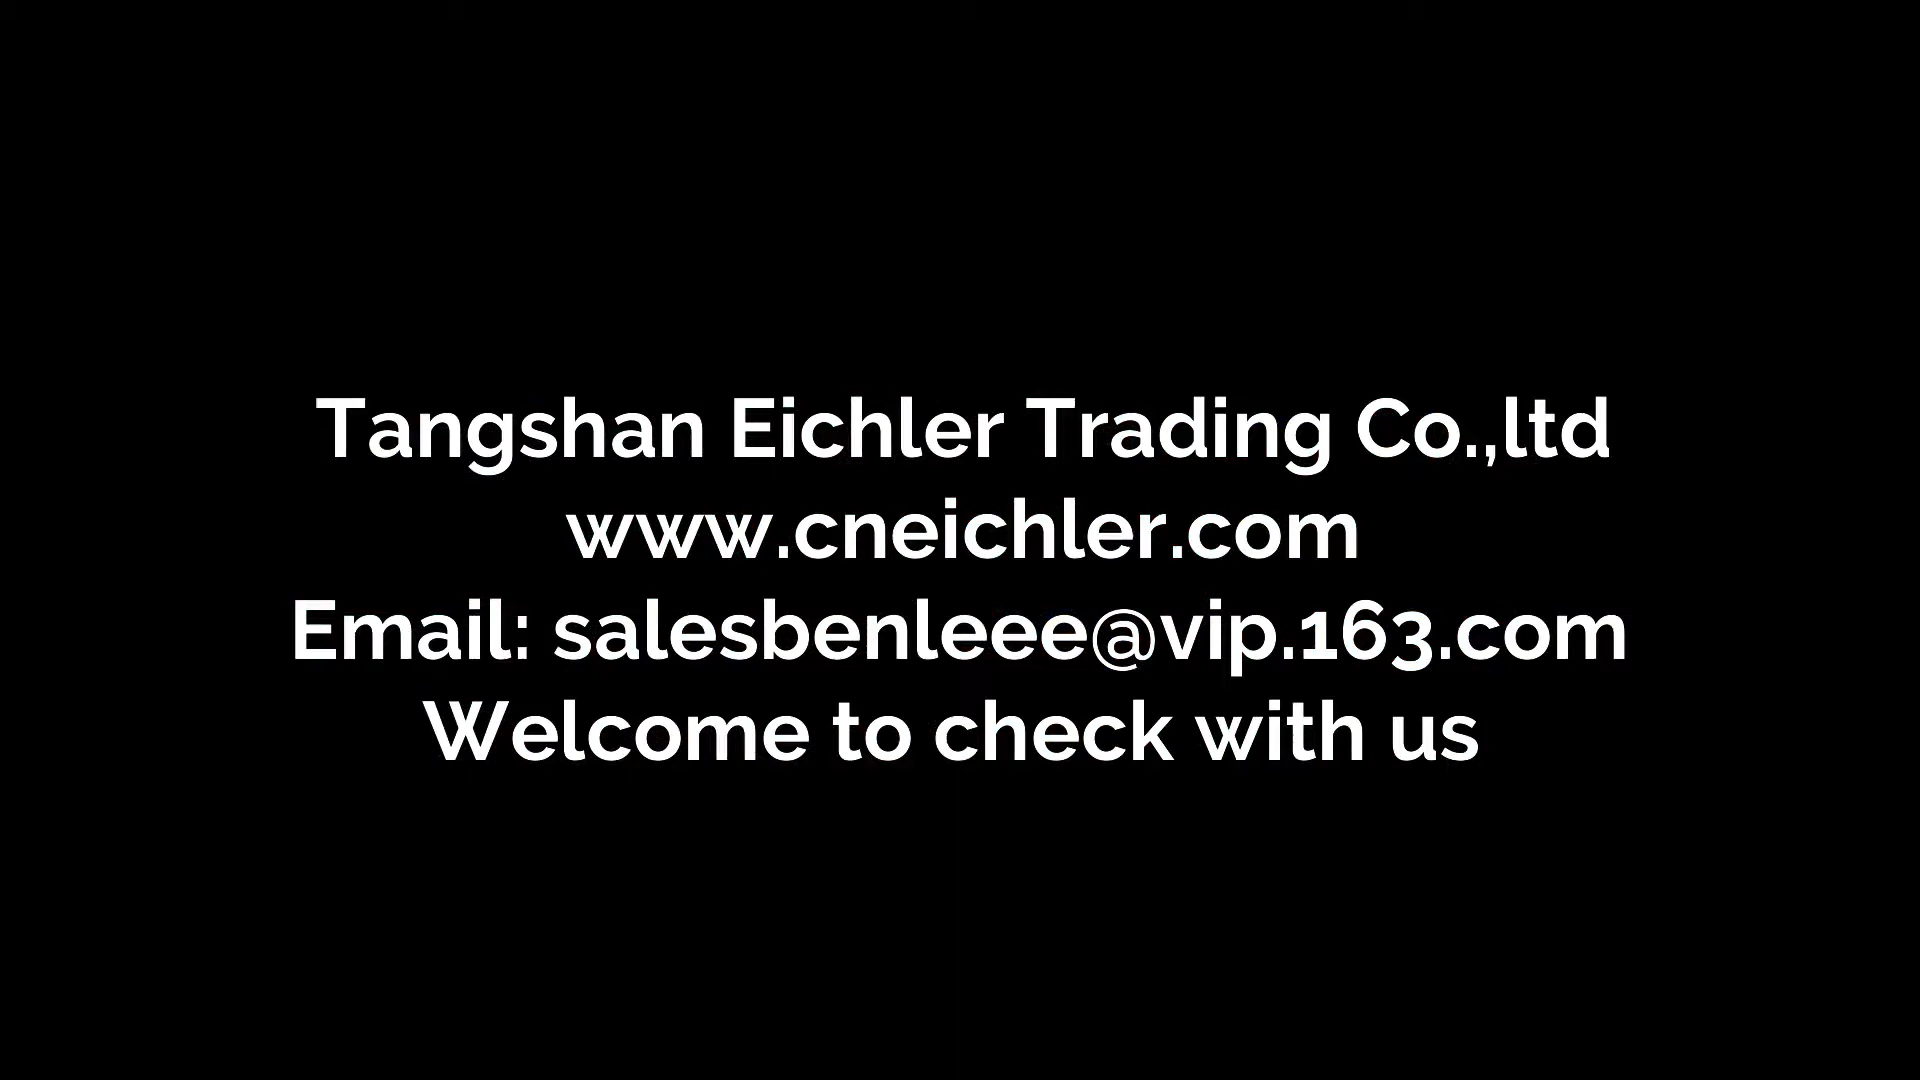 Tangshan Eichler Trading Co.,ltd
www.cneichler.com
Email: salesbenleee@vip.163.com
Welcome to check with us